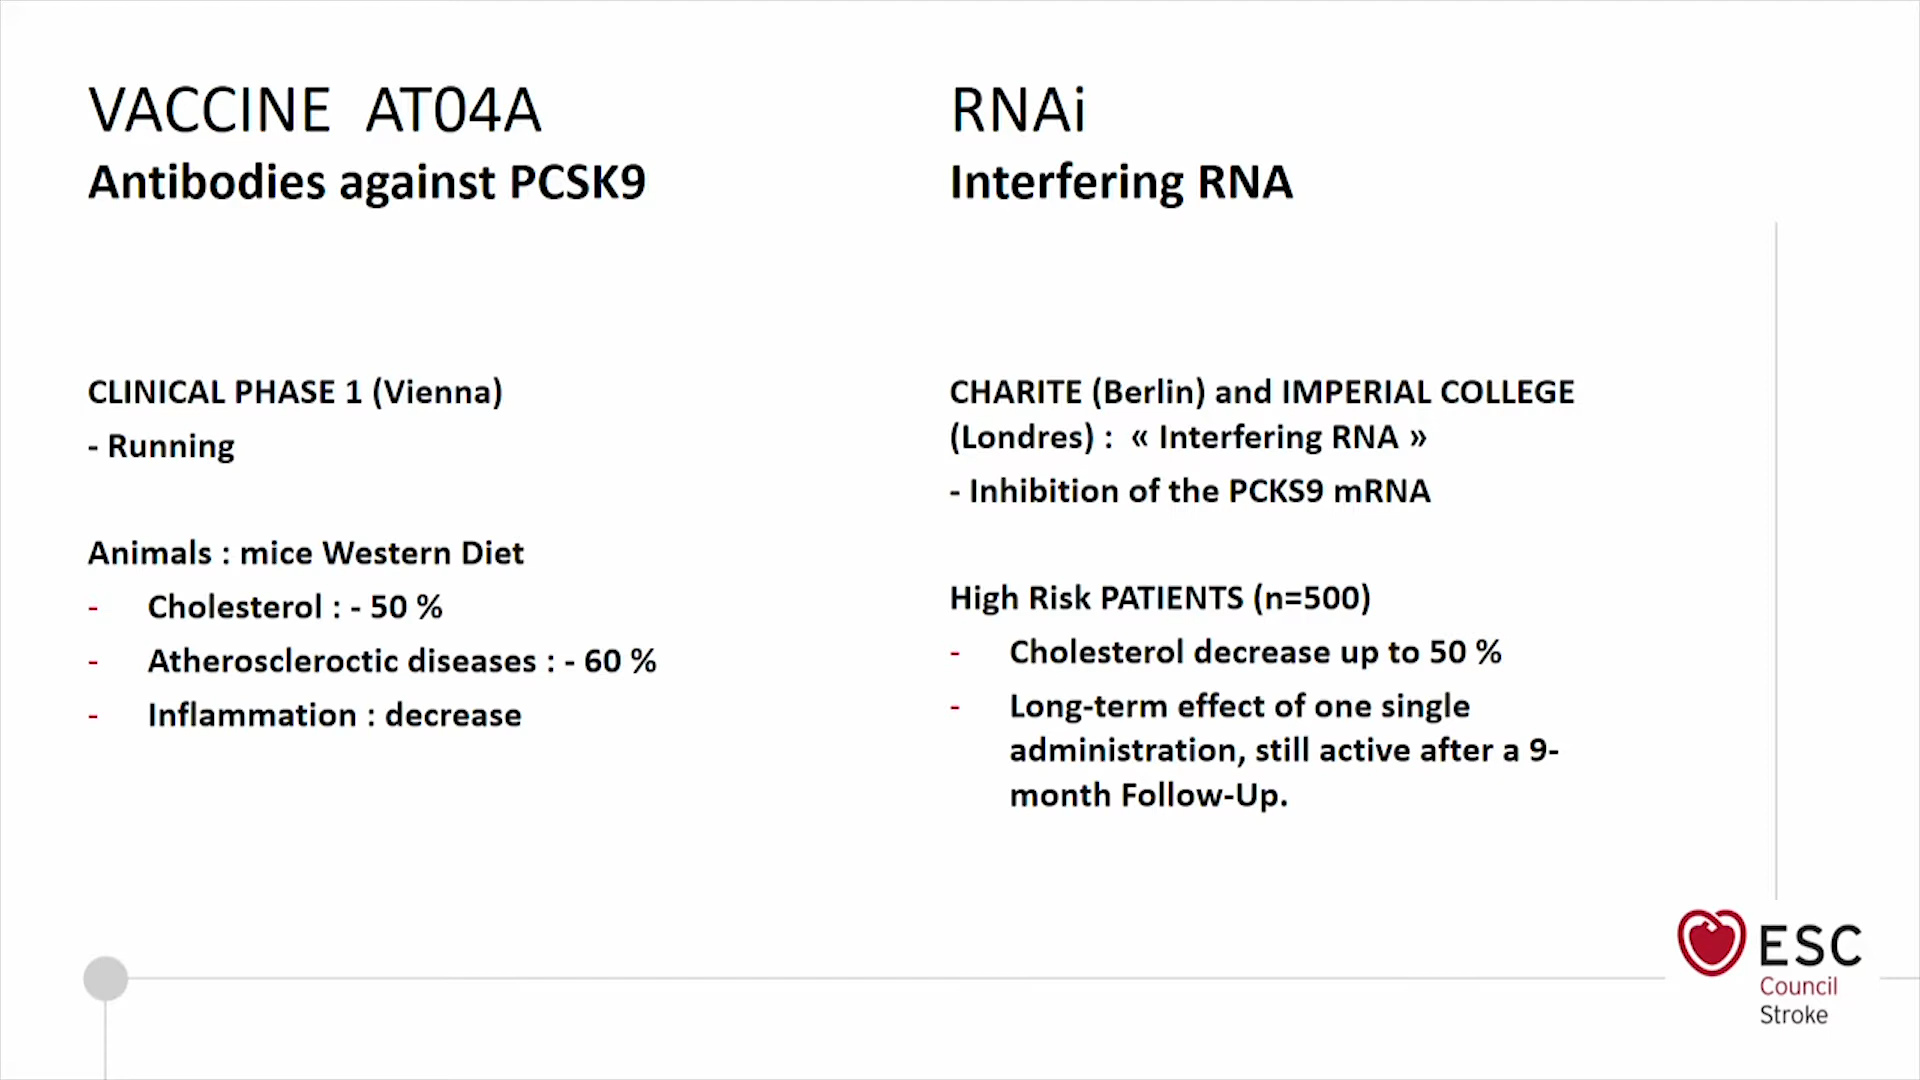 VACCINE AT04A
Antibodies against PCSK9
CLINICAL PHASE 1 (Vienna)
- Running
Animals : mice Western Diet
- Cholesterol : - 50 %
- Atheroscleroctic diseases : - 60 %
- Inflammation : decrease
RNAi
Interfering RNA
CHARITE (Berlin) and IMPERIAL COLLEGE
(Londres) : « Interfering RNA »
- Inhibition of the PCKS9 mRNA
High Risk PATIENTS (n=500)
- Cholesterol decrease up to 50 %
- Long-term effect of one single
administration, still active after a 9-
month Follow-Up.
ESC
Council
Stroke